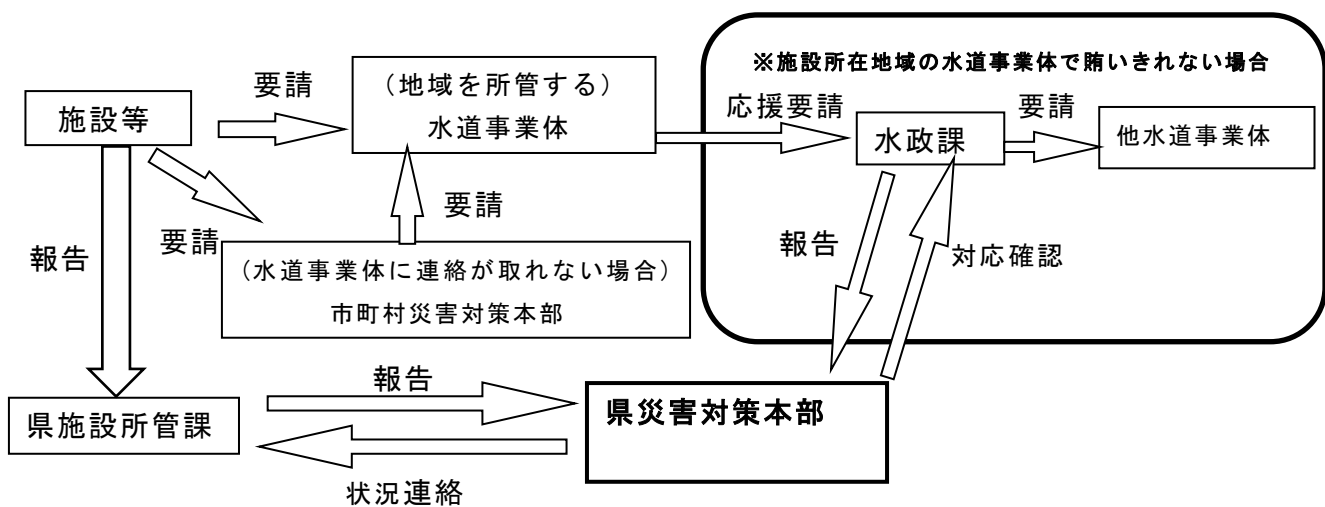 ※施設所在地域の水道事業体で賄いきれない場合
施設等
要請
（地域を所管する）
水道事業体
応援要請
水政課
要請
他水道事業体
報告
要請
要請
（水道事業体に連絡が取れない場合）
市町村災害対策本部
報告
対応確認
県施設所管課
報告
県災害対策本部
状況連絡